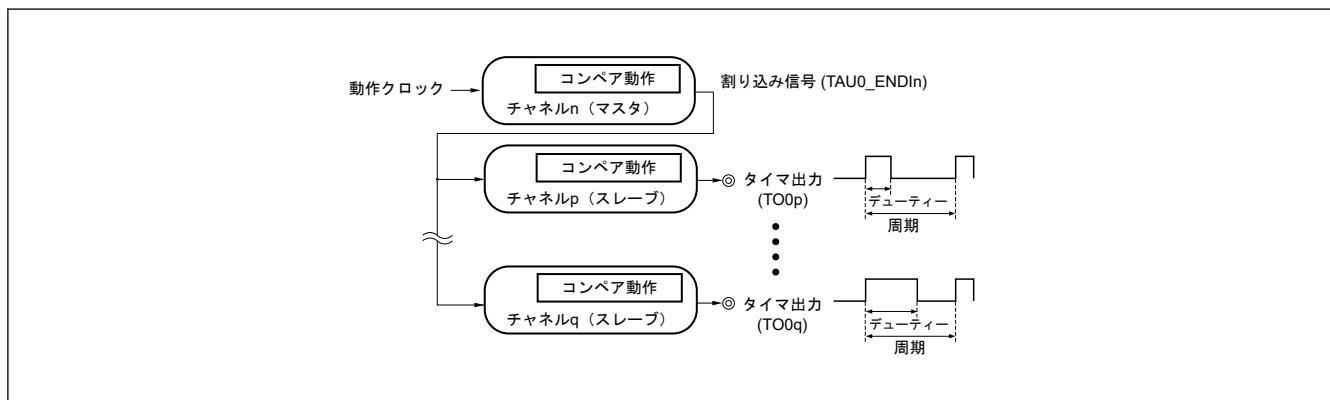 動作クロック
コンペア動作
チャネルn（マスタ）
割り込み信号 (TAU0_ENDIn)
コンペア動作
チャネルp（スレーブ）
タイマ出力
(TO0p)
デューティー
周期
コンペア動作
チャネルq（スレーブ）
タイマ出力
(TO0q)
デューティー
周期